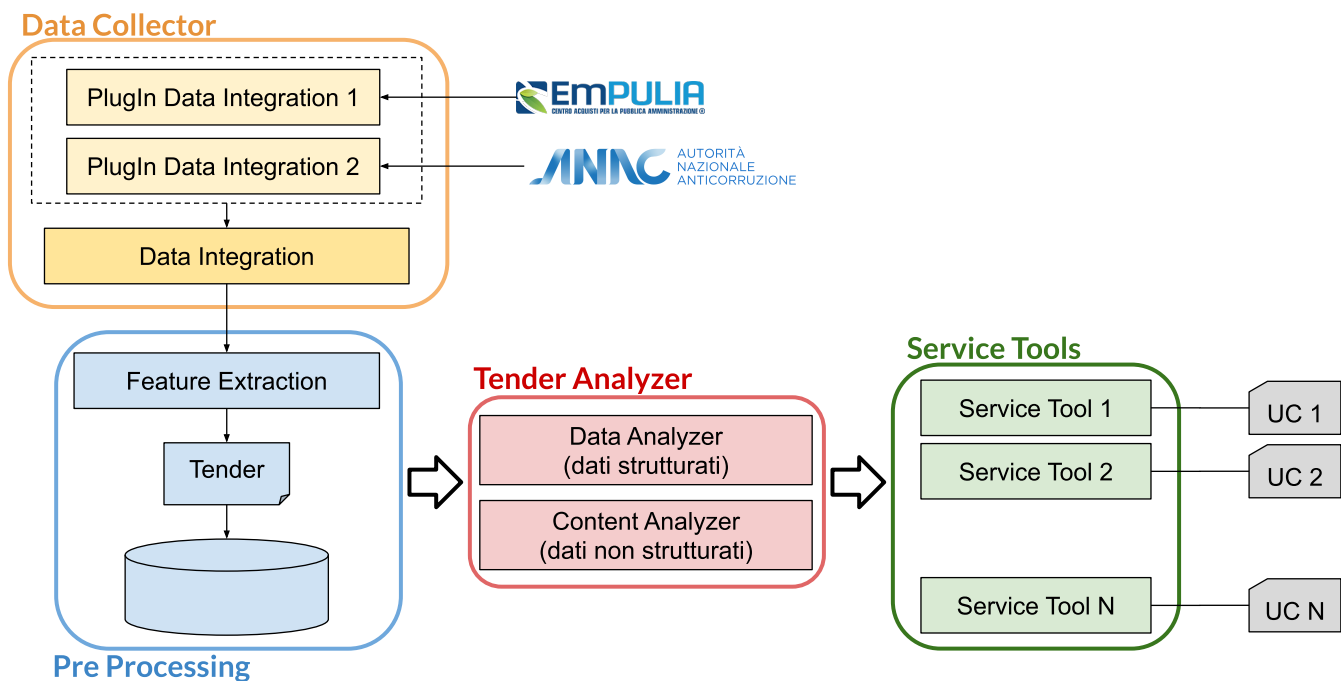 Data Collector
PlugIn Data Integration 1
EmPULIA
CENTRO ACQUISTI PER LA PUBBLICA AMMINISTRAZIONE ®
PlugIn Data Integration 2
ANAC
AUTORITÀ
NAZIONALE
ANTICORRUZIONE
Data Integration
Feature Extraction
Tender
Pre Processing
Tender Analyzer
Data Analyzer
(dati strutturati)
Content Analyzer
(dati non strutturati)
Service Tools
Service Tool 1
UC 1
Service Tool 2
UC 2
Service Tool N
UC N